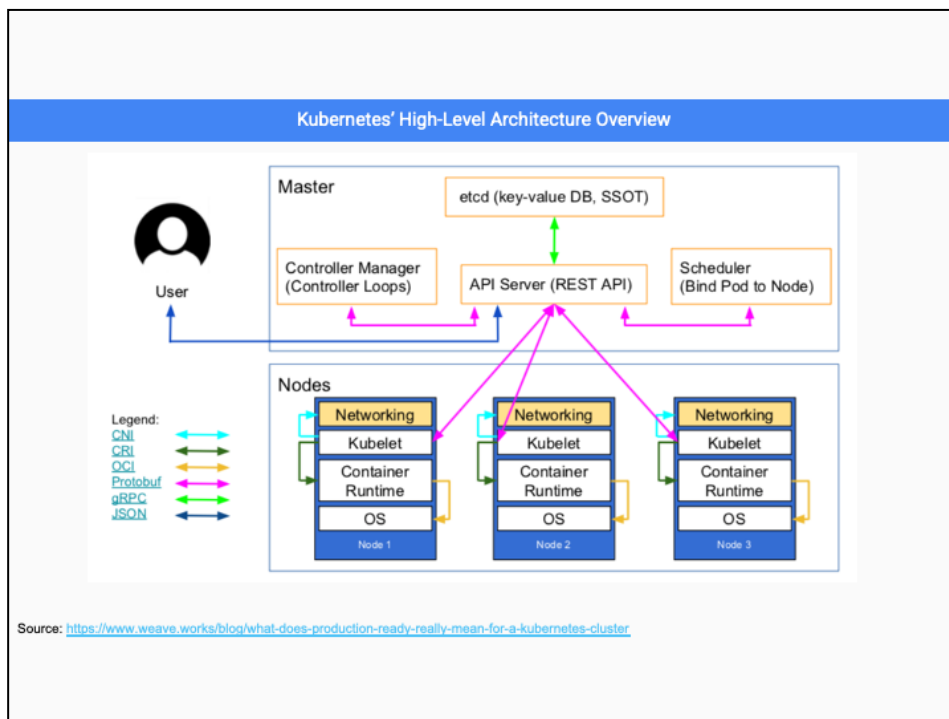 Kubernetes' High-Level Architecture Overview
Master
etcd (key-value DB, SSOT)
Controller Manager
(Controller Loops)
API Server (REST API)
Scheduler
(Bind Pod to Node)
User
Nodes
Networking
Kubelet
Container
Runtime
OS
Node 1
Networking
Kubelet
Container
Runtime
OS
Node 2
Networking
Kubelet
Container
Runtime
OS
Node 3
Legend:
CNI
CRI
OCI
Protobuf
gRPC
JSON
Source: https://www.weave.works/blog/what-does-production-ready-really-mean-for-a-kubernetes-cluster